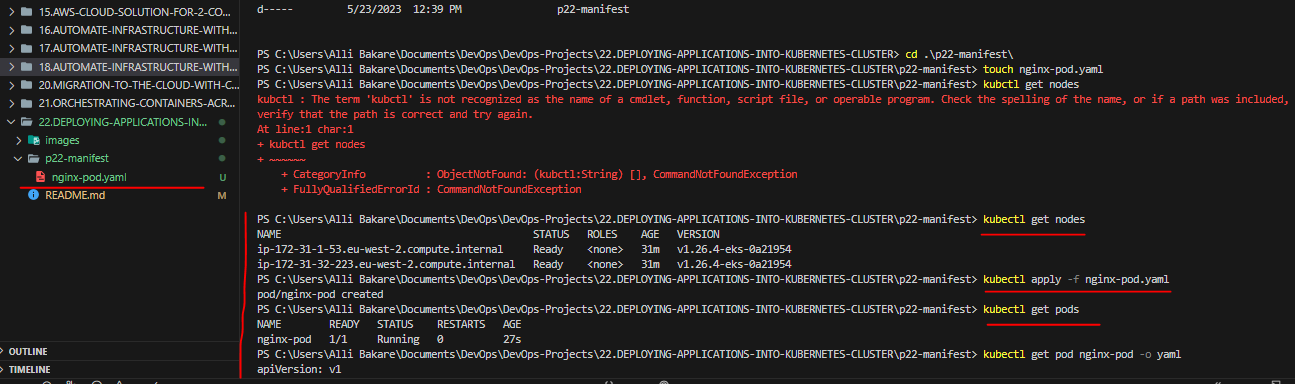 15.AWS-CLOUD-SOLUTION-FOR-2-CO...
16.AUTOMATE-INFRASTRUCTURE-WITH...
17.AUTOMATE-INFRASTRUCTURE-WITH...
18.AUTOMATE-INFRASTRUCTURE-WITH...
20.MIGRATION-TO-THE-CLOUD-WITH-C...
21.ORCHESTRATING-CONTAINERS-ACR...
22.DEPLOYING-APPLICATIONS-IN...
images
p22-manifest
nginx-pod.yaml U
README.md M
OUTLINE
TIMELINE
d----- 5/23/2023 12:39 PM p22-manifest
PS C:\Users\Alli Bakare\Documents\DevOps\DevOps-Projects\22.DEPLOYING-APPLICATIONS-INTO-KUBERNETES-CLUSTER> cd .\p22-manifest\
PS C:\Users\Alli Bakare\Documents\DevOps\DevOps-Projects\22.DEPLOYING-APPLICATIONS-INTO-KUBERNETES-CLUSTER\p22-manifest> touch nginx-pod.yaml
PS C:\Users\Alli Bakare\Documents\DevOps\DevOps-Projects\22.DEPLOYING-APPLICATIONS-INTO-KUBERNETES-CLUSTER\p22-manifest> kubctl get nodes
kubctl : The term 'kubctl' is not recognized as the name of a cmdlet, function, script file, or operable program. Check the spelling of the name, or if a path was included,
verify that the path is correct and try again.
At line:1 char:1
+ kubctl get nodes
+ ~~~~~~
+ CategoryInfo : ObjectNotFound: (kubctl:String) [], CommandNotFoundException
+ FullyQualifiedErrorId : CommandNotFoundException
PS C:\Users\Alli Bakare\Documents\DevOps\DevOps-Projects\22.DEPLOYING-APPLICATIONS-INTO-KUBERNETES-CLUSTER\p22-manifest> kubectl get nodes
NAME STATUS ROLES AGE VERSION
ip-172-31-1-53.eu-west-2.compute.internal Ready <none> 31m v1.26.4-eks-0a21954
ip-172-31-32-223.eu-west-2.compute.internal Ready <none> 31m v1.26.4-eks-0a21954
PS C:\Users\Alli Bakare\Documents\DevOps\DevOps-Projects\22.DEPLOYING-APPLICATIONS-INTO-KUBERNETES-CLUSTER\p22-manifest> kubectl apply -f nginx-pod.yaml
pod/nginx-pod created
PS C:\Users\Alli Bakare\Documents\DevOps\DevOps-Projects\22.DEPLOYING-APPLICATIONS-INTO-KUBERNETES-CLUSTER\p22-manifest> kubectl get pods
NAME READY STATUS RESTARTS AGE
nginx-pod 1/1 Running 0 27s
PS C:\Users\Alli Bakare\Documents\DevOps\DevOps-Projects\22.DEPLOYING-APPLICATIONS-INTO-KUBERNETES-CLUSTER\p22-manifest> kubectl get pod nginx-pod -o yaml
apiVersion: v1